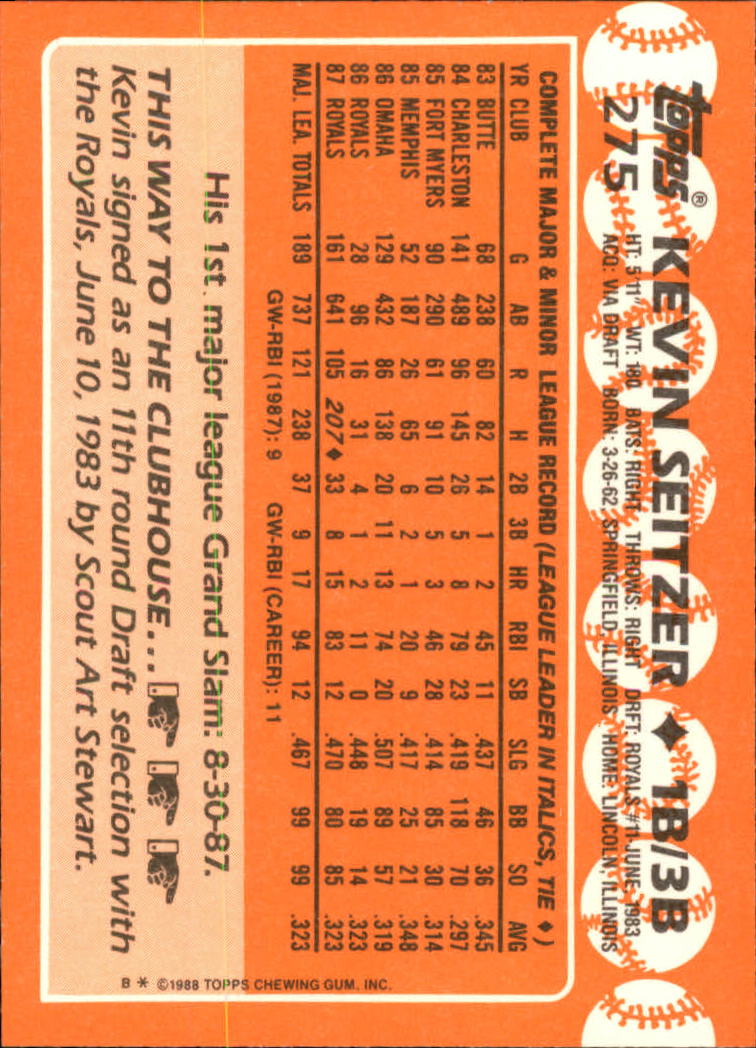 topps® KEVIN SEITZER ♦ 1B/3B
275 HT: 5'11" WT: 180 BATS: RIGHT THROWS: RIGHT DRFT: ROYALS #11-JUNE, 1983
ACQ: VIA DRAFT BORN: 3-26-62, SPRINGFIELD, ILLINOIS HOME: LINCOLN, ILLINOIS
COMPLETE MAJOR & MINOR LEAGUE RECORD (LEAGUE LEADER IN ITALICS, TIE ♦)
YR CLUB G AB R H 2B 3B HR RBI SB SLG BB SO AVG
83 BUTTE 68 238 60 82 14 1 2 45 11 .437 46 36 .345
84 CHARLESTON 141 489 96 145 26 5 8 79 23 .419 118 70 .297
85 FORT MYERS 90 290 61 91 10 5 3 46 28 .414 85 30 .314
85 MEMPHIS 52 187 26 65 6 2 1 20 9 .417 25 21 .348
86 OMAHA 129 432 86 138 20 11 13 74 20 .507 89 57 .319
86 ROYALS 28 96 16 31 4 1 2 11 0 .448 19 14 .323
87 ROYALS 161 641 105 207♦ 33 8 15 83 12 .470 80 85 .323
MAJ. LEA. TOTALS 189 737 121 238 37 9 17 94 12 .467 99 99 .323
GW-RBI (1987): 9 GW-RBI (CAREER): 11
His 1st. major league Grand Slam: 8-30-87.
THIS WAY TO THE CLUBHOUSE...
Kevin signed as an 11th round Draft selection with
the Royals, June 10, 1983 by Scout Art Stewart.
B * ©1988 TOPPS CHEWING GUM. INC.